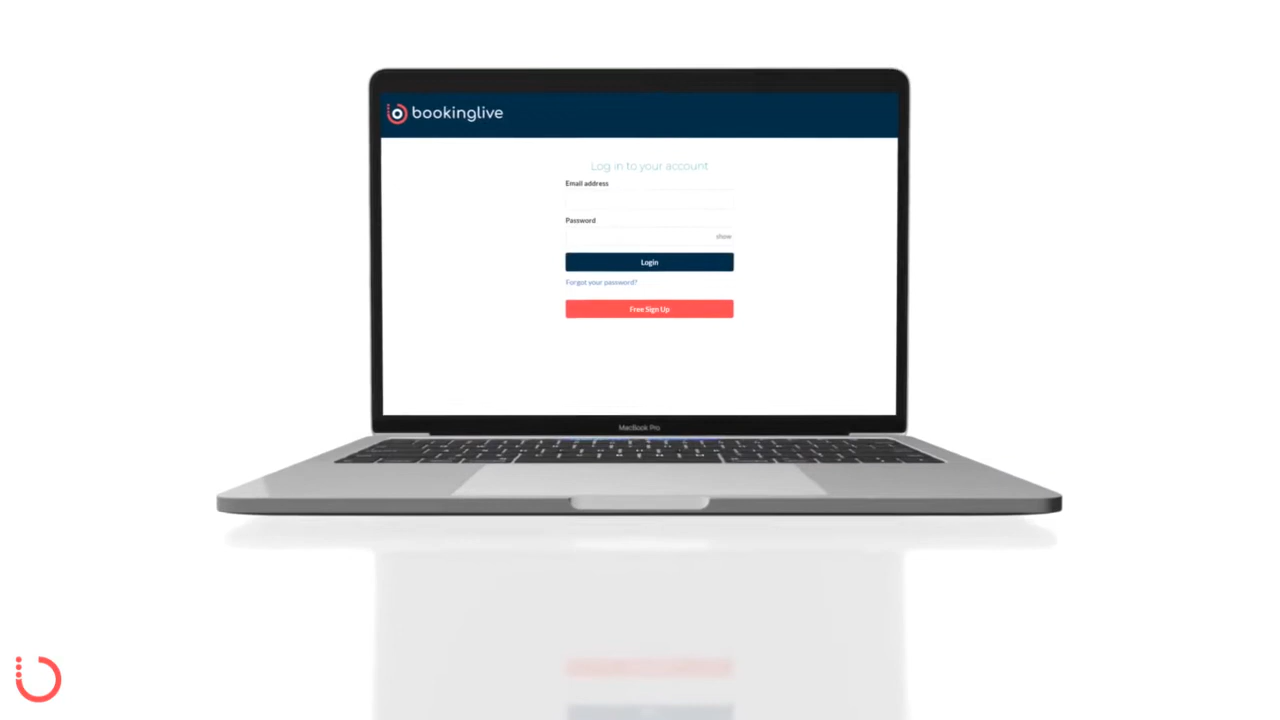 bookinglive
Log in to your account
Email address
Password
show
Login
Forgot your password?
Free Sign Up
MacBook Pro